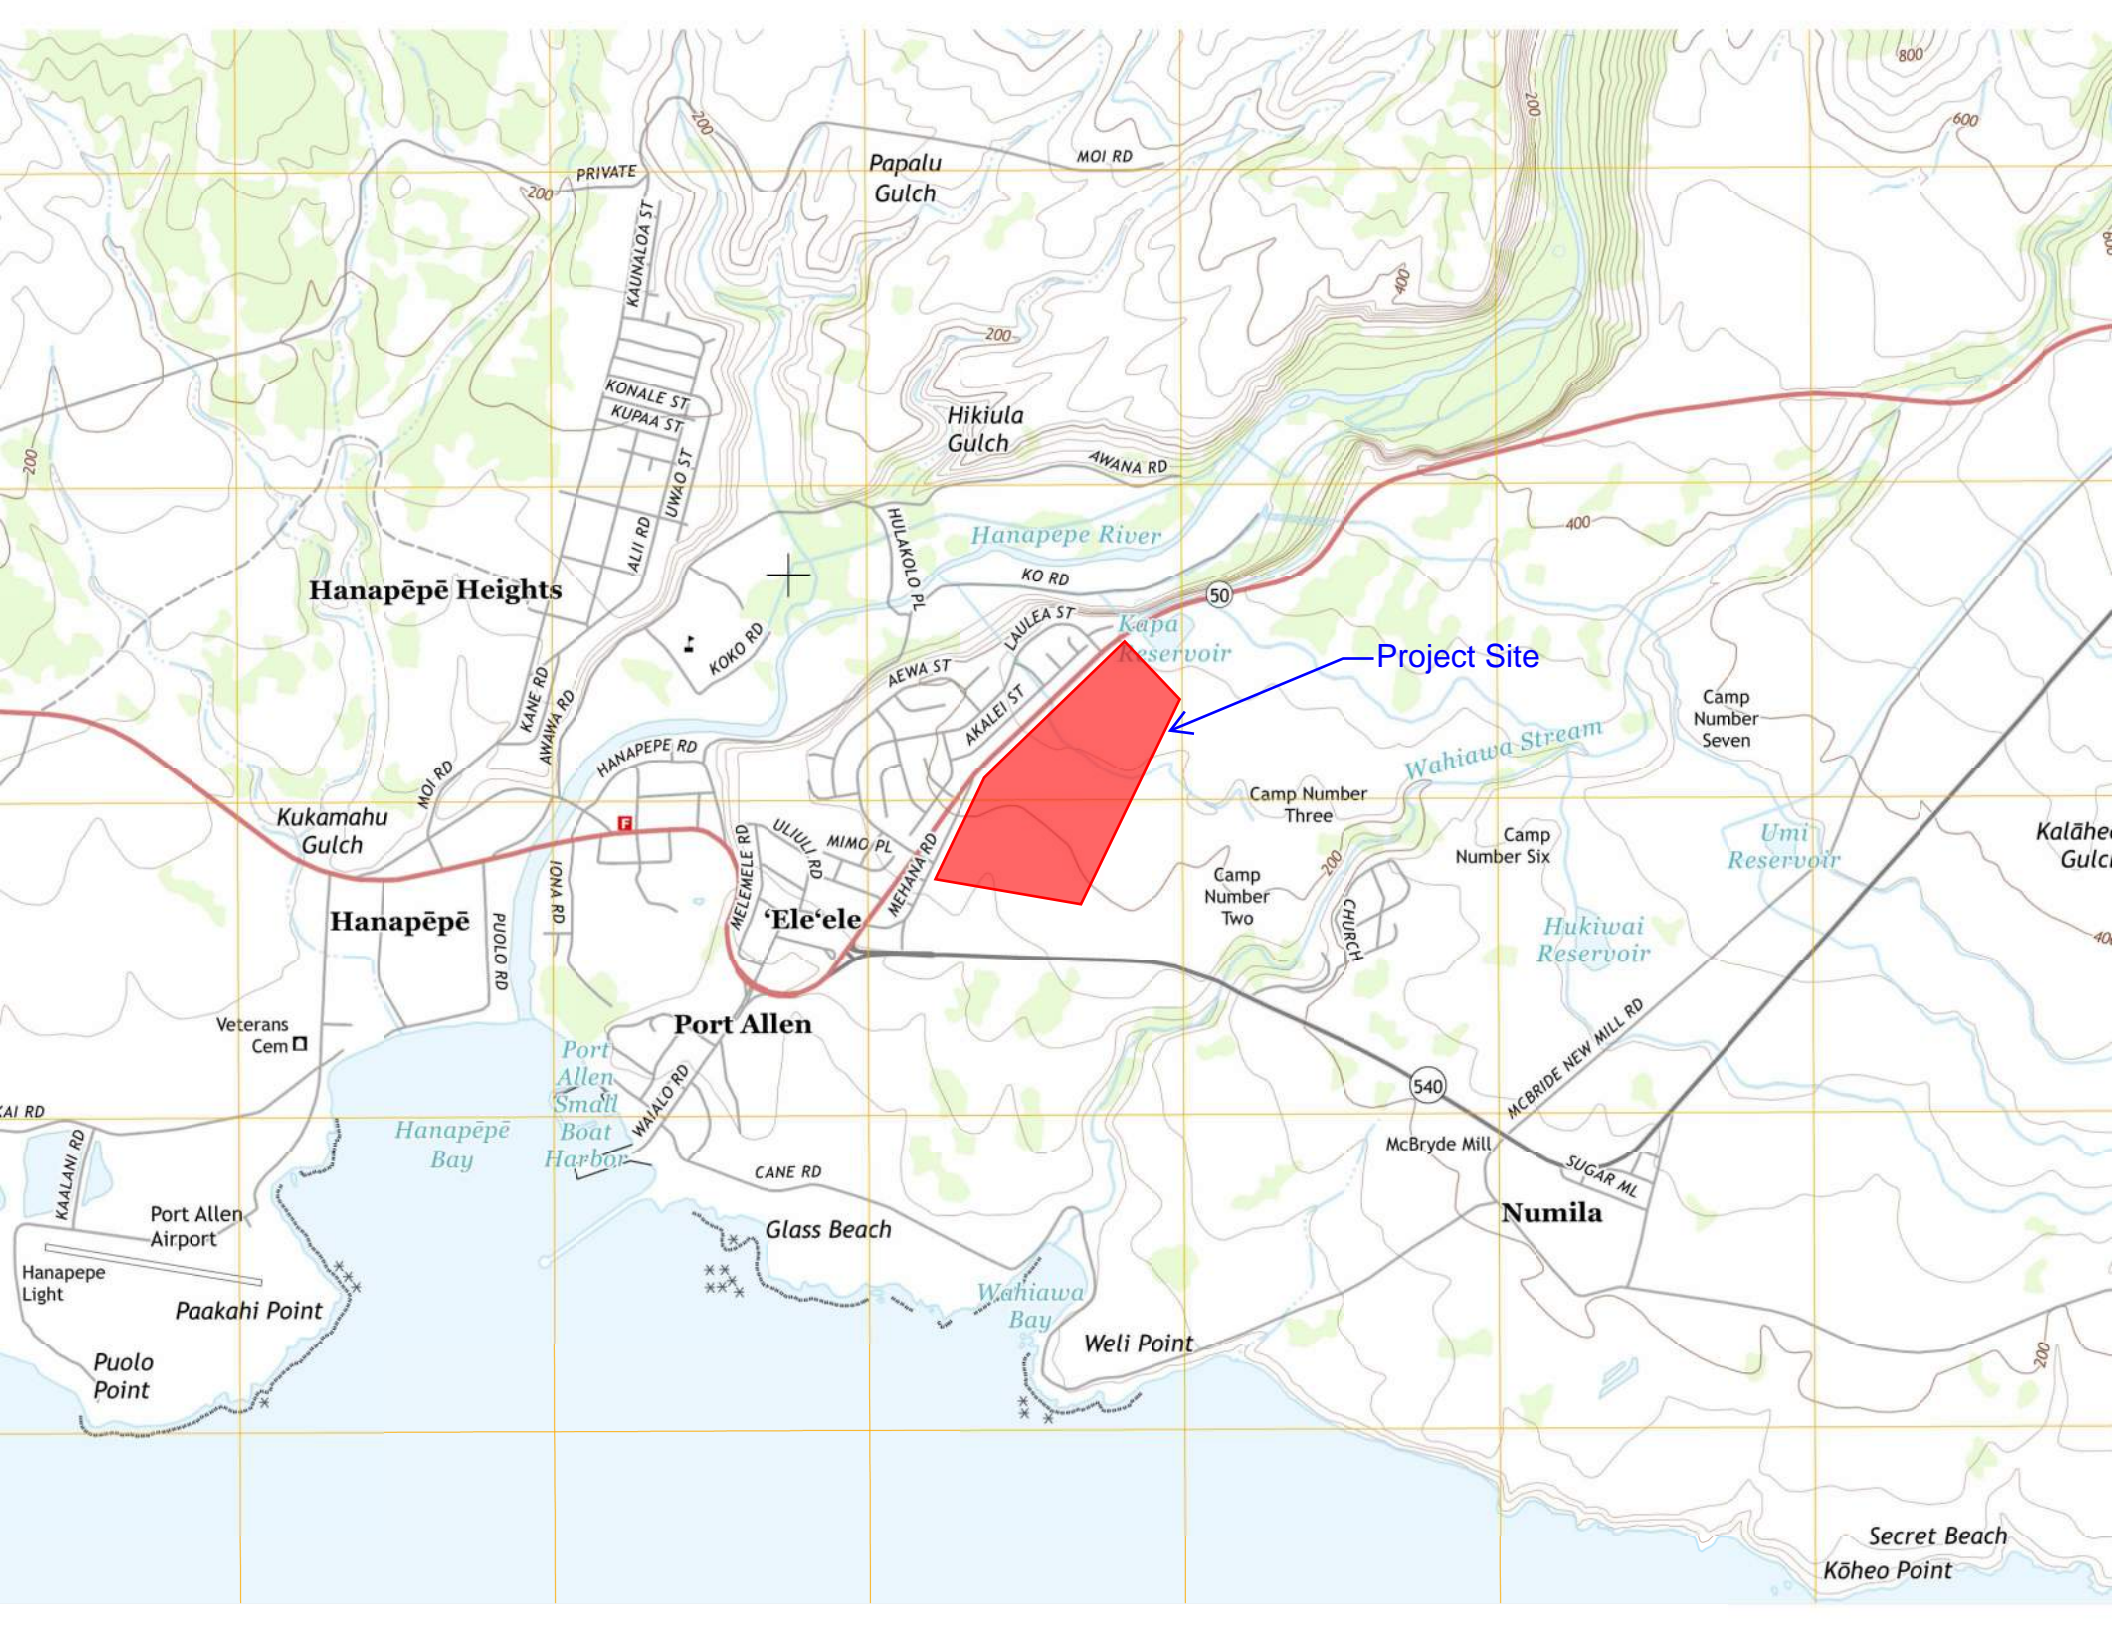 800
200
200
600
MOI RD
Papalu
Gulch
PRIVATE
200
KAUNALOA ST
400
200
KONALE ST
KUPAA ST
Hikiula
Gulch
200
AWANA RD
UWAO ST
ALII RD
HULAKOLO PL
Hanapepe River
400
KO RD
Hanapēpē Heights
50
LAULEA ST
Kapa
Reservoir
KOKO RD
Project Site
AEWA ST
KANE RD
AWAWA RD
AKALEI ST
Camp
Number
Seven
HANAPEPE RD
Wahiawa Stream
MOI RD
Camp Number
Three
Kukamahu
Gulch
F
MELEMELE RD
ULIULI RD
MIMO PL
MEHANA RD
Camp
Number Six
Umi
Reservoir
200
IONA RD
Camp
Number
Two
CHURCH
Hanapēpē
PUOLO RD
ʻEleʻele
Hukiwai
Reservoir
Veterans
Cem
Port Allen
Port
Allen
Small
Boat
Harbor
WAIALO RD
540
MCBRIDE NEW MILL RD
KAALANI RD
Hanapēpē
Bay
McBryde Mill
CANE RD
SUGAR ML
Port Allen
Airport
Numila
Glass Beach
Hanapepe
Light
Paakahi Point
Wahiawa
Bay
Weli Point
Puolo
Point
200
Secret Beach
Kōheo Point